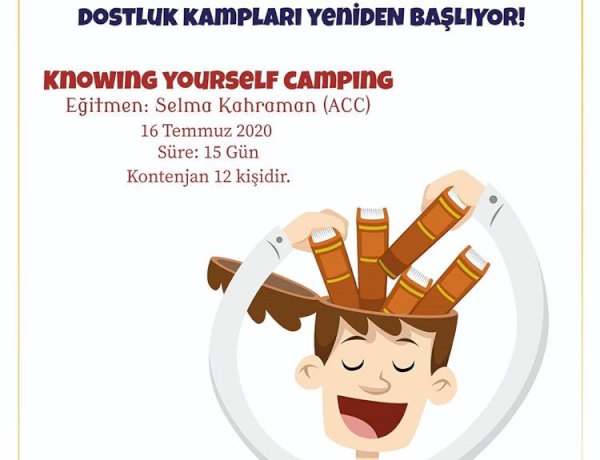 DOSTLUK KAMPLARI YENİDEN BAŞLIYOR!
KNOWING YOURSELF CAMPING
Eğitmen: Selma Kahraman (ACC)
16 Temmuz 2020
Süre: 15 Gün
Kontenjan 12 kişidir.